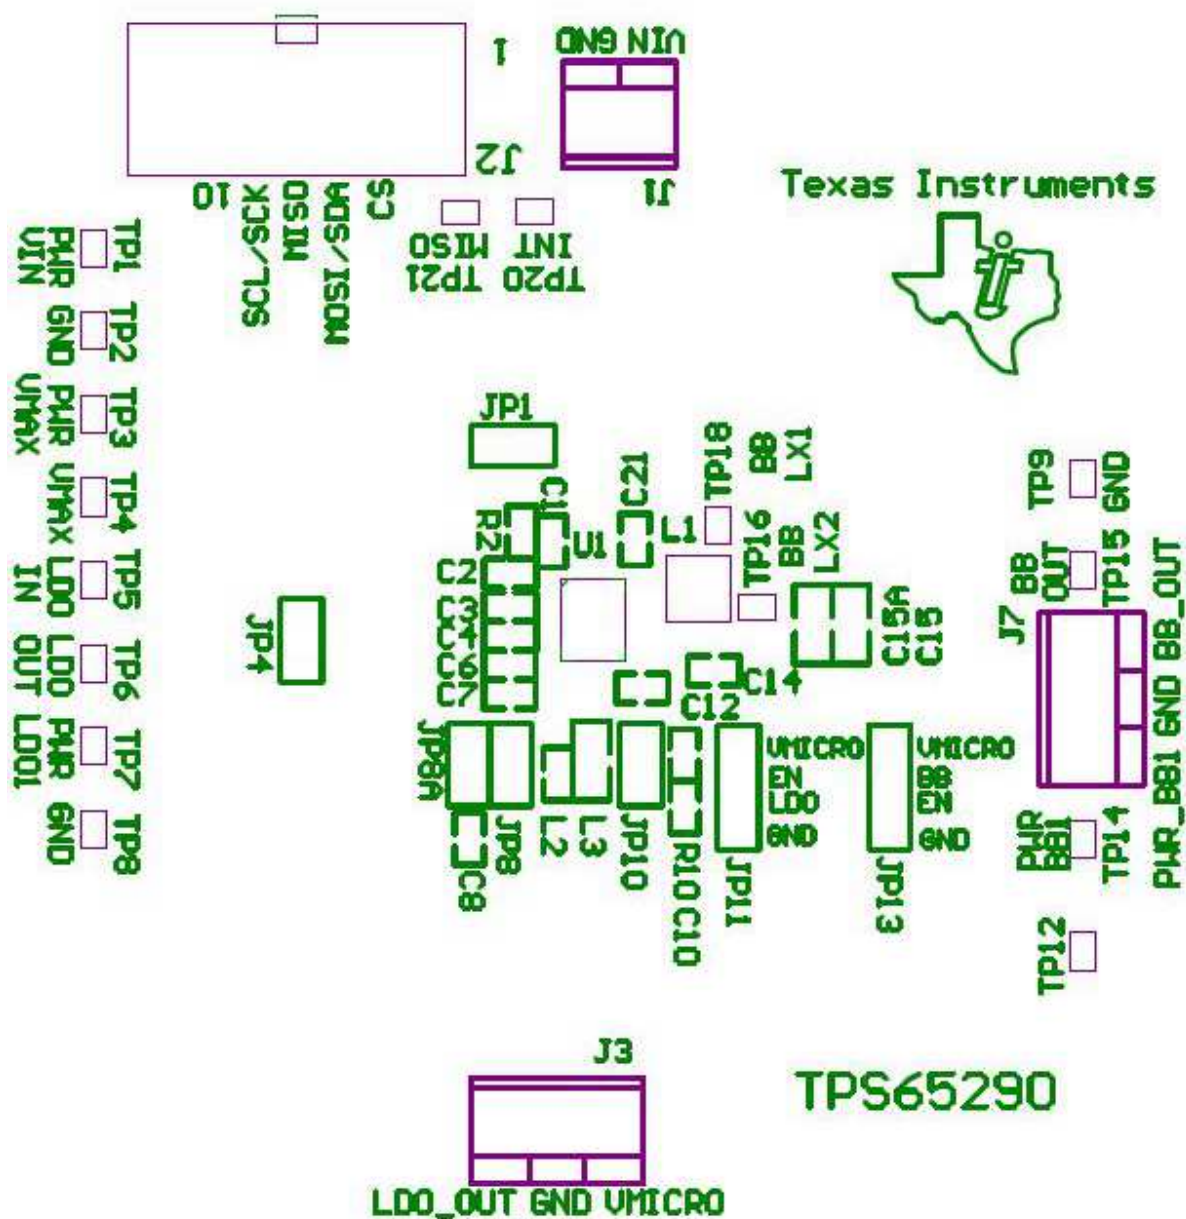 1
GND VIN
J2
J1
10
SCL/SCK
MISO
MOSI/SDA
CS
MISO
TP21
INT
TP20
Texas Instruments
TP1
PWR
VIN
TP2
GND
TP3
PWR
VMAX
TP4
VMAX
TP5
LDO
IN
TP6
LDO
OUT
TP7
PWR
LDO1
TP8
GND
JP1
C1
C21
TP18
BB
LX1
R2
U1
L1
TP16
BB
LX2
TP9
GND
C2
C3
C4
C6
C7
JP4
C15A
C15
C14
C12
BB
OUT
TP15
J7
BB_OUT
GND
PWR_BB1
JP8A
JP8
C8
L2
L3
JP10
R10
C10
JP11
VMICRO
EN
LDO
GND
JP13
VMICRO
BB
EN
GND
PWR
BB1
TP14
TP12
J3
LDO_OUT GND VMICRO
TPS65290